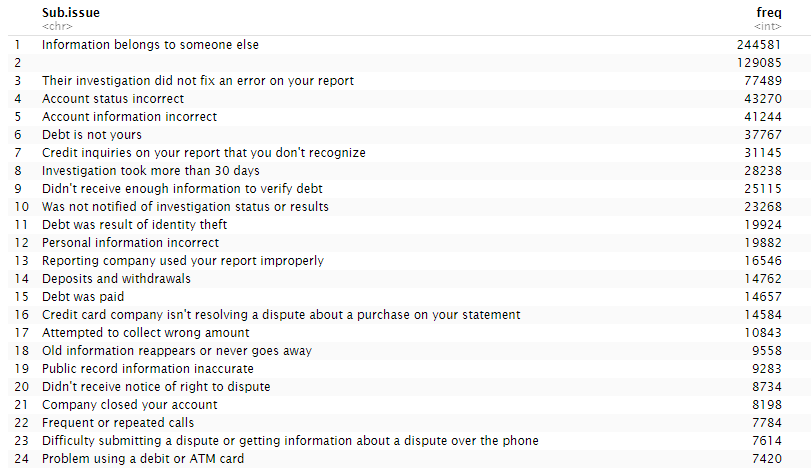 Sub.issue freq
<chr> <int>
1 Information belongs to someone else 244581
2 129085
3 Their investigation did not fix an error on your report 77489
4 Account status incorrect 43270
5 Account information incorrect 41244
6 Debt is not yours 37767
7 Credit inquiries on your report that you don't recognize 31145
8 Investigation took more than 30 days 28238
9 Didn't receive enough information to verify debt 25115
10 Was not notified of investigation status or results 23268
11 Debt was result of identity theft 19924
12 Personal information incorrect 19882
13 Reporting company used your report improperly 16546
14 Deposits and withdrawals 14762
15 Debt was paid 14657
16 Credit card company isn't resolving a dispute about a purchase on your statement 14584
17 Attempted to collect wrong amount 10843
18 Old information reappears or never goes away 9558
19 Public record information inaccurate 9283
20 Didn't receive notice of right to dispute 8734
21 Company closed your account 8198
22 Frequent or repeated calls 7784
23 Difficulty submitting a dispute or getting information about a dispute over the phone 7614
24 Problem using a debit or ATM card 7420